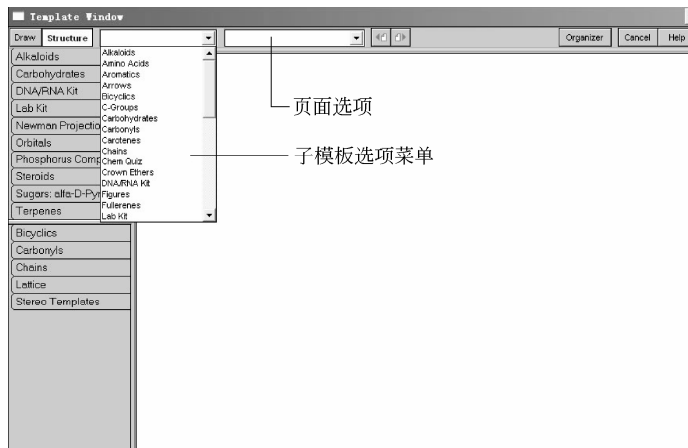 Template Window
Draw Structure Organizer Cancel Help
Alkaloids
Carbohydrates
DNA/RNA Kit
Lab Kit
Newman Projectio
Orbitals
Phosphorus Comp
Steroids
Sugars: alfa-D-Pyr
Terpenes
Bicyclics
Carbonyls
Chains
Lattice
Stereo Templates
Alkaloids
Amino Acids
Aromatics
Arrows
Bicyclics
C-Groups
Carbohydrates
Carbonyls
Carotenes
Chains
Chem Quiz
Crown Ethers
DNA/RNA Kit
Figures
Fullerenes
Lab Kit
页面选项
子模板选项菜单